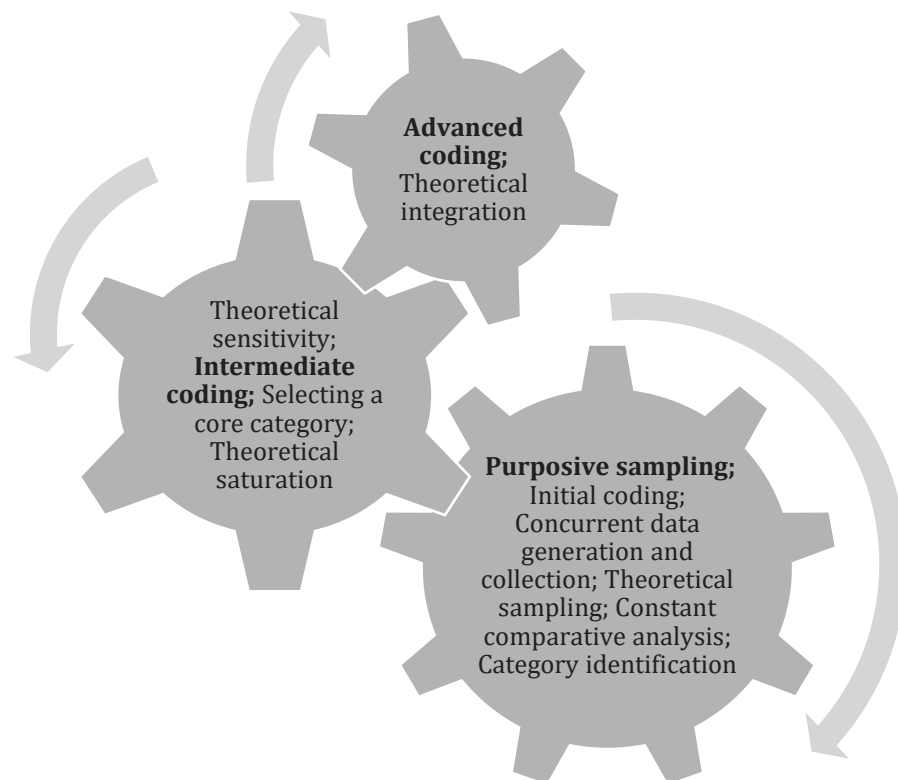 Advanced
coding;
Theoretical
integration
Theoretical
sensitivity;
Intermediate
coding; Selecting a
core category;
Theoretical
saturation
Purposive sampling;
Initial coding;
Concurrent data
generation and
collection; Theoretical
sampling; Constant
comparative analysis;
Category identification